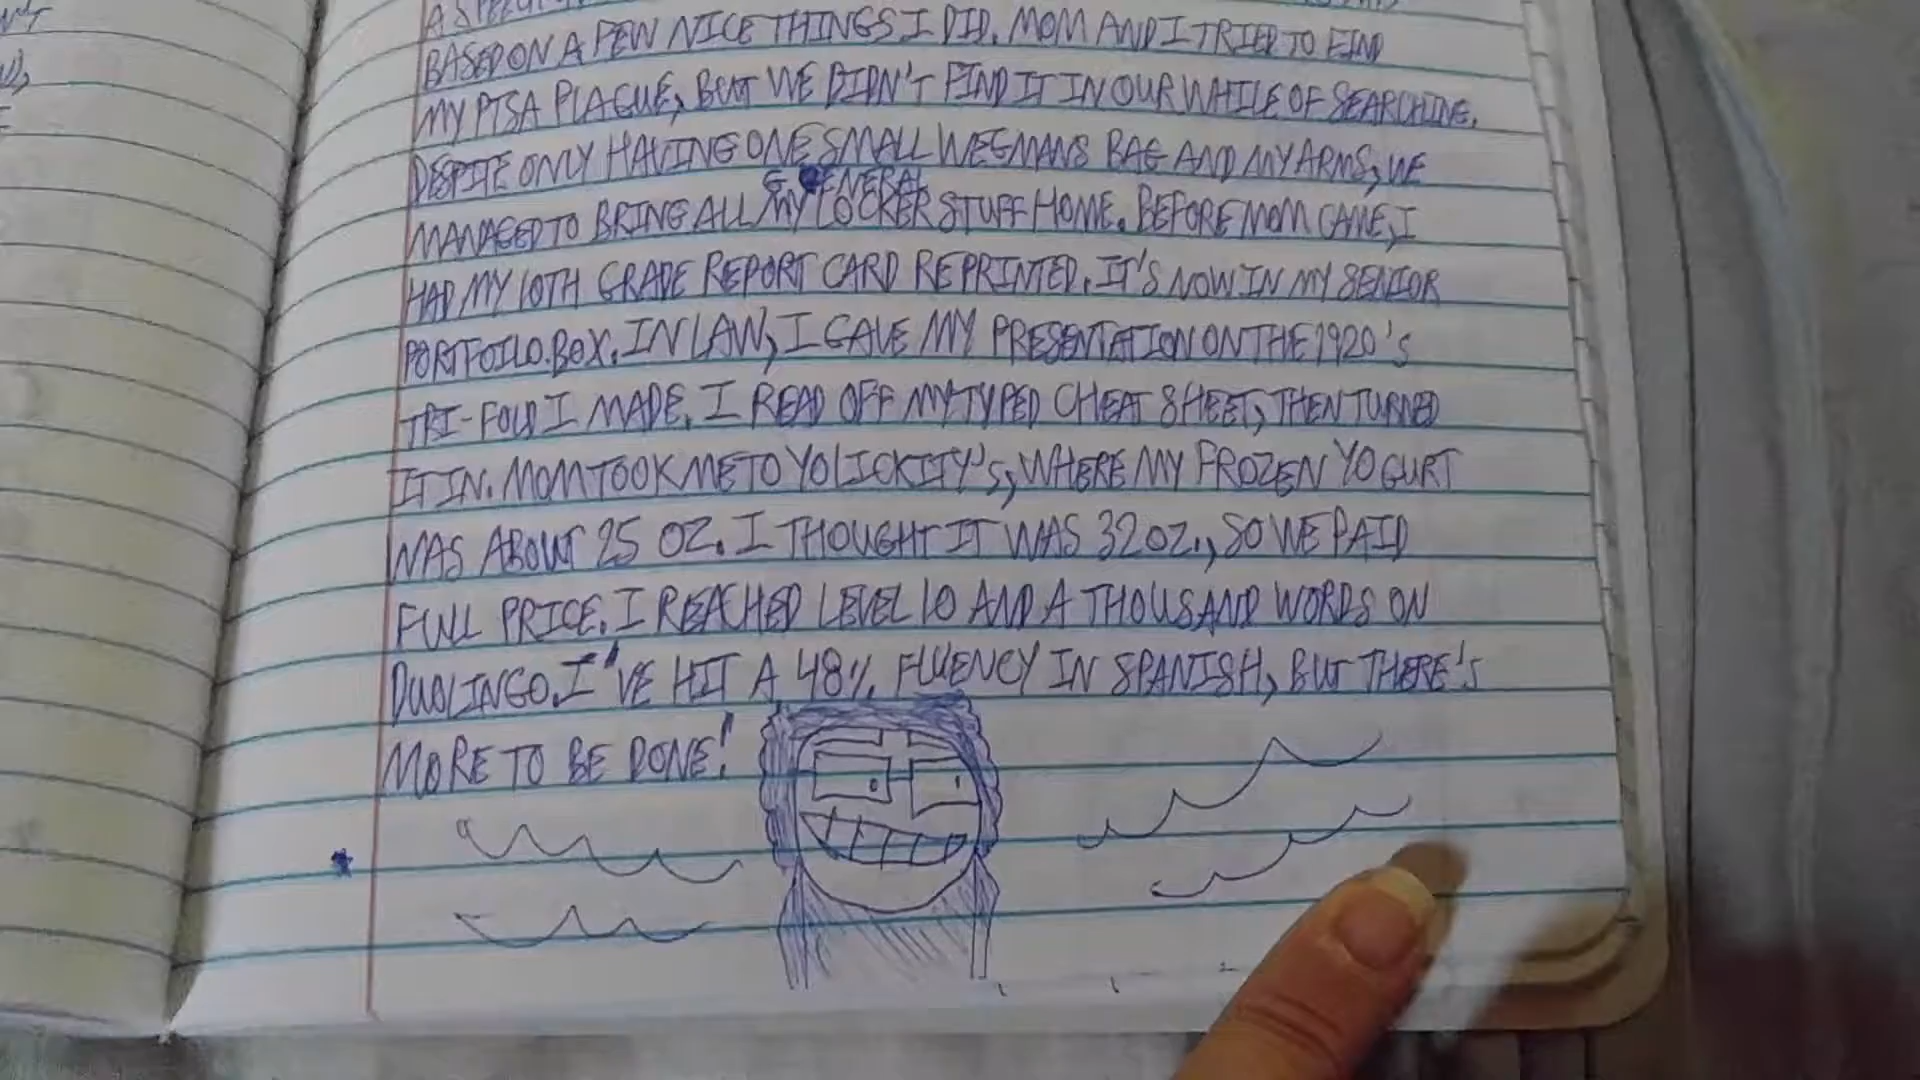 BASED ON A FEW NICE THINGS I DID. MOM AND I TRIED TO FIND
MY PTSA PLAGUE, BUT WE DIDN'T FIND IT IN OUR WHILE OF SEARCHING.
DESPITE ONLY HAVING ONE SMALL WEGMANS BAG AND MY ARMS, WE
GENERAL
MANAGED TO BRING ALL MY LOCKER STUFF HOME. BEFORE MOM CAME, I
HAD MY 10TH GRADE REPORT CARD REPRINTED. IT'S NOW IN MY SENIOR
PORTFOILO BOX. IN LAW, I GAVE MY PRESENTATION ON THE 1920'S
TRI-FOLD I MADE. I READ OFF MY TYPED CHEAT SHEET, THEN TURNED
IT IN. MOM TOOK ME TO YOLICKITY'S, WHERE MY FROZEN YOGURT
WAS ABOUT 25 OZ. I THOUGHT IT WAS 32 OZ., SO WE PAID
FULL PRICE. I REACHED LEVEL 10 AND A THOUSAND WORDS ON
DUOLINGO. I'VE HIT A 48% FLUENCY IN SPANISH, BUT THERE'S
MORE TO BE DONE!